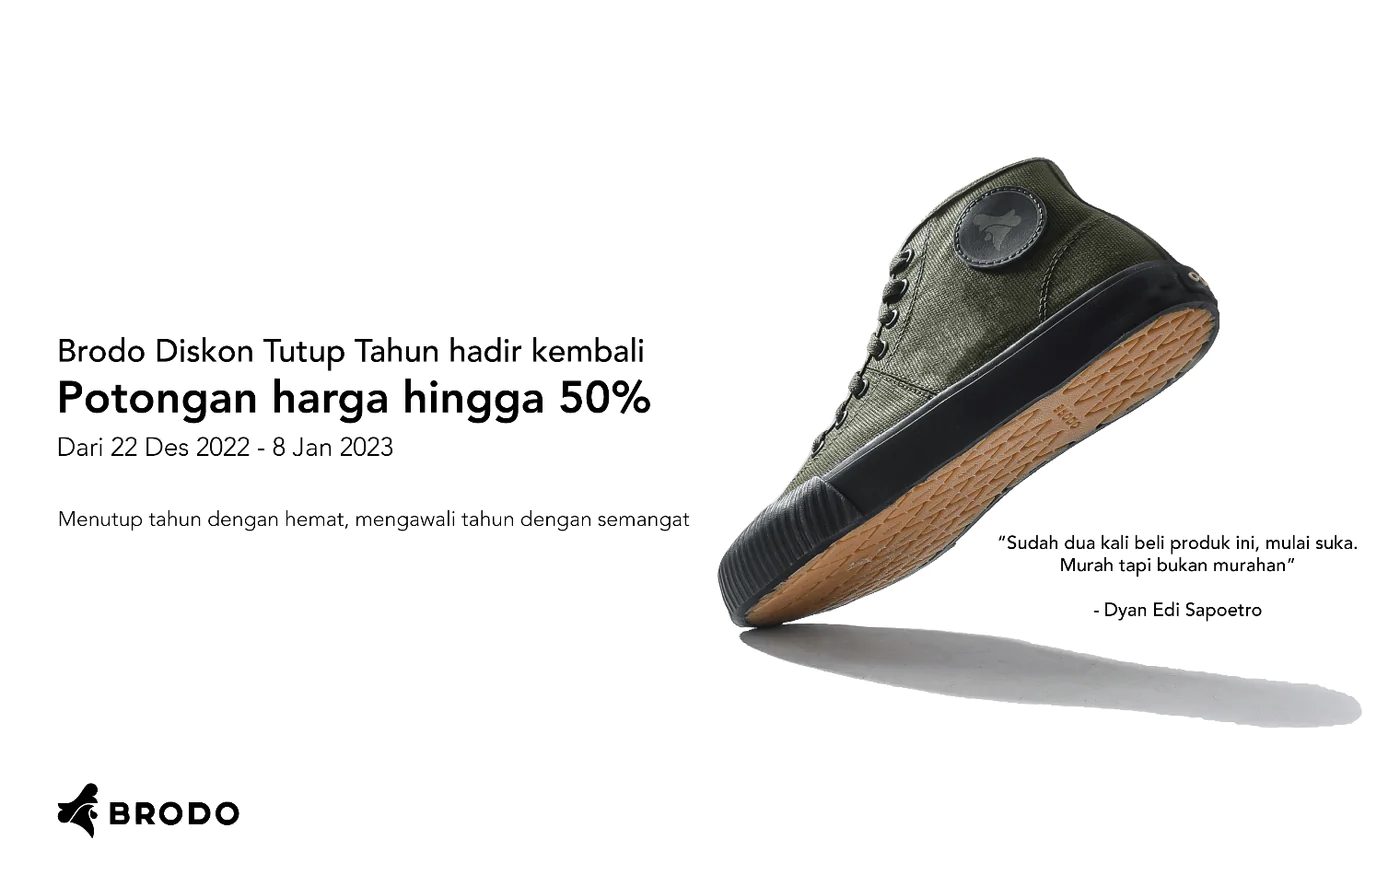 Brodo Diskon Tutup Tahun hadir kembali
Potongan harga hingga 50%
Dari 22 Des 2022 - 8 Jan 2023
Menutup tahun dengan hemat, mengawali tahun dengan semangat
“Sudah dua kali beli produk ini, mulai suka.
Murah tapi bukan murahan”
- Dyan Edi Sapoetro
BRODO
BRODO